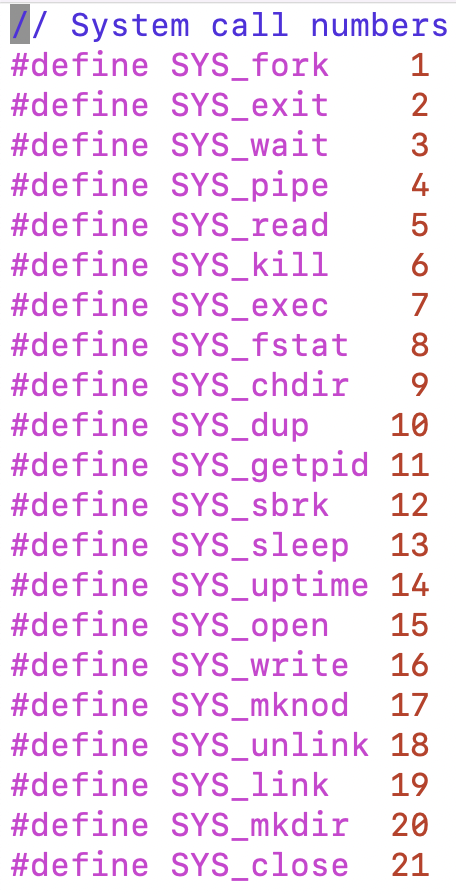 // System call numbers
#define SYS_fork    1
#define SYS_exit    2
#define SYS_wait    3
#define SYS_pipe    4
#define SYS_read    5
#define SYS_kill    6
#define SYS_exec    7
#define SYS_fstat   8
#define SYS_chdir   9
#define SYS_dup    10
#define SYS_getpid 11
#define SYS_sbrk   12
#define SYS_sleep  13
#define SYS_uptime 14
#define SYS_open   15
#define SYS_write  16
#define SYS_mknod  17
#define SYS_unlink 18
#define SYS_link   19
#define SYS_mkdir  20
#define SYS_close  21